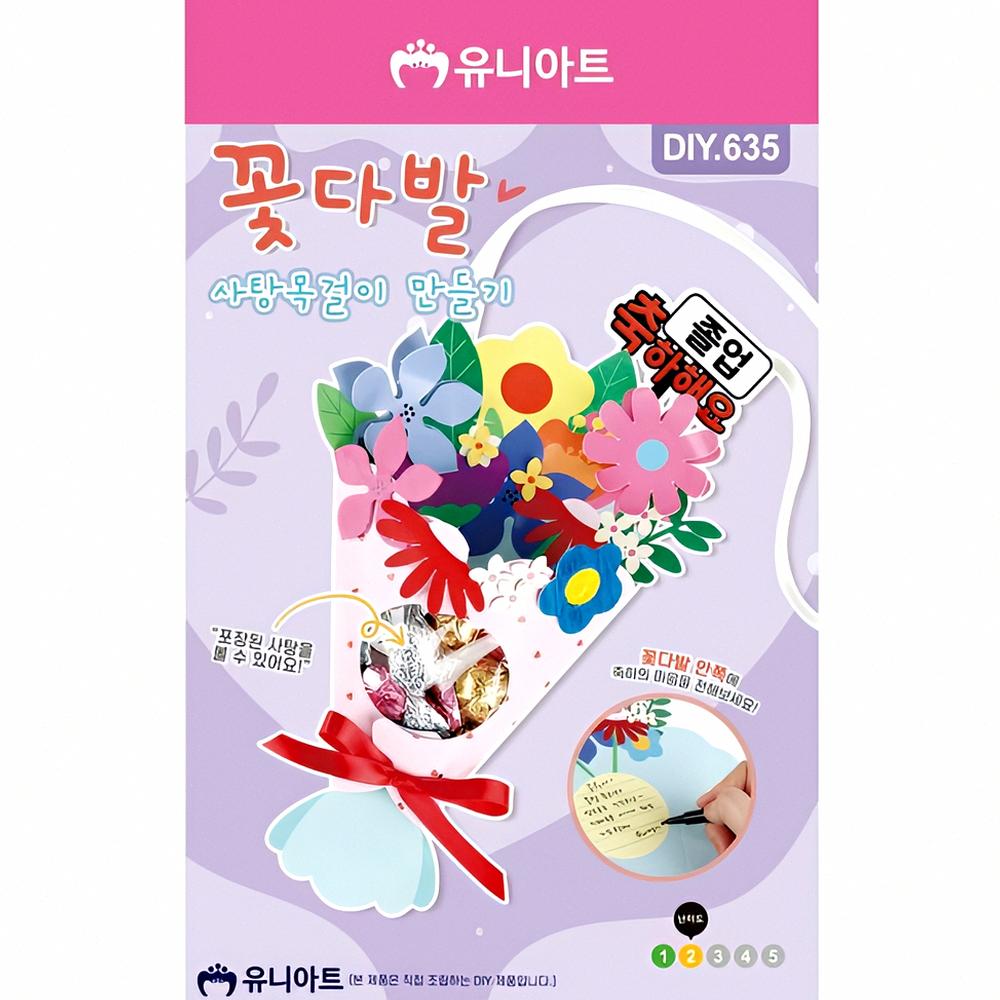 유니아트
DIY.635
꽃다발
사탕목걸이 만들기
졸업
축하해요
"포장된 사탕을
볼 수 있어요!"
꽃다발 안쪽에
축하의 마음을 전해보세요!
난이도
1 2 3 4 5
유니아트 (본 제품은 직접 조립하는 DIY 제품입니다.)